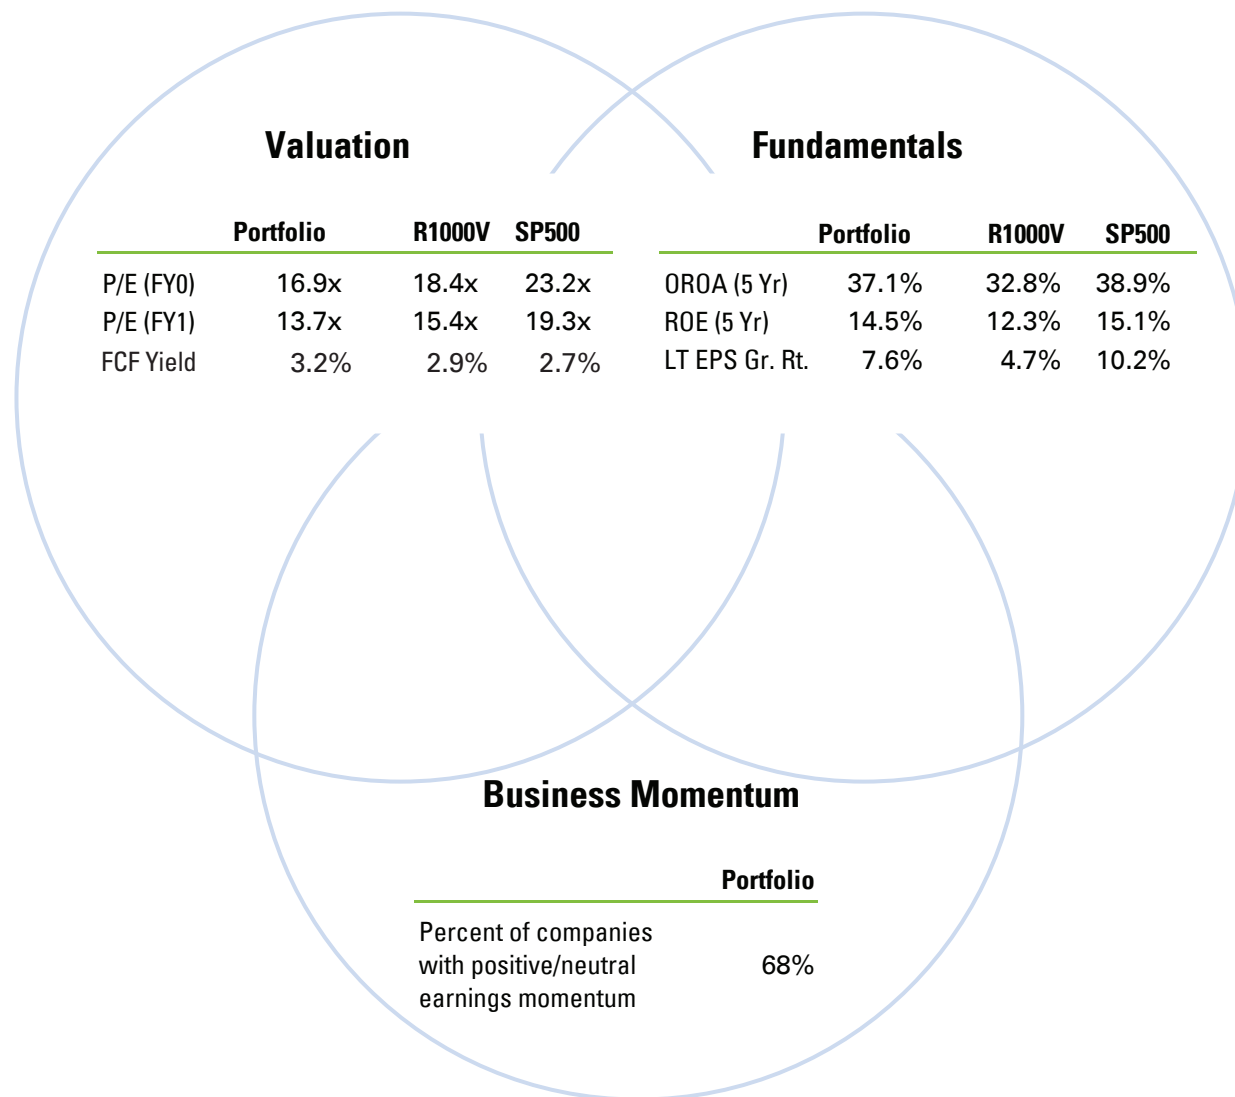 Valuation
Portfolio R1000V SP500
P/E (FY0) 16.9x 18.4x 23.2x
P/E (FY1) 13.7x 15.4x 19.3x
FCF Yield 3.2% 2.9% 2.7%
Fundamentals
Portfolio R1000V SP500
OROA (5 Yr) 37.1% 32.8% 38.9%
ROE (5 Yr) 14.5% 12.3% 15.1%
LT EPS Gr. Rt. 7.6% 4.7% 10.2%
Business Momentum
Portfolio
Percent of companies
with positive/neutral 68%
earnings momentum